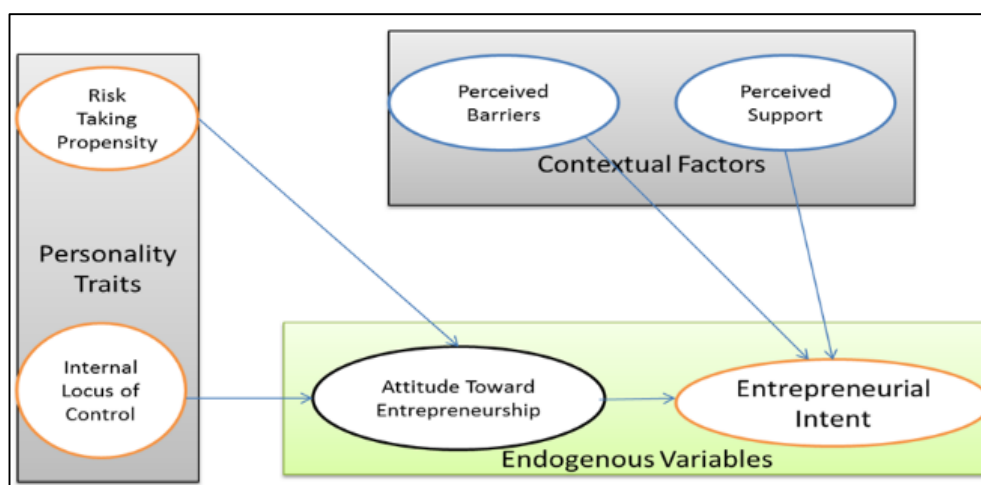 Risk
Taking
Propensity
Personality
Traits
Internal
Locus of
Control
Perceived
Barriers
Perceived
Support
Contextual Factors
Attitude Toward
Entrepreneurship
Entrepreneurial
Intent
Endogenous Variables